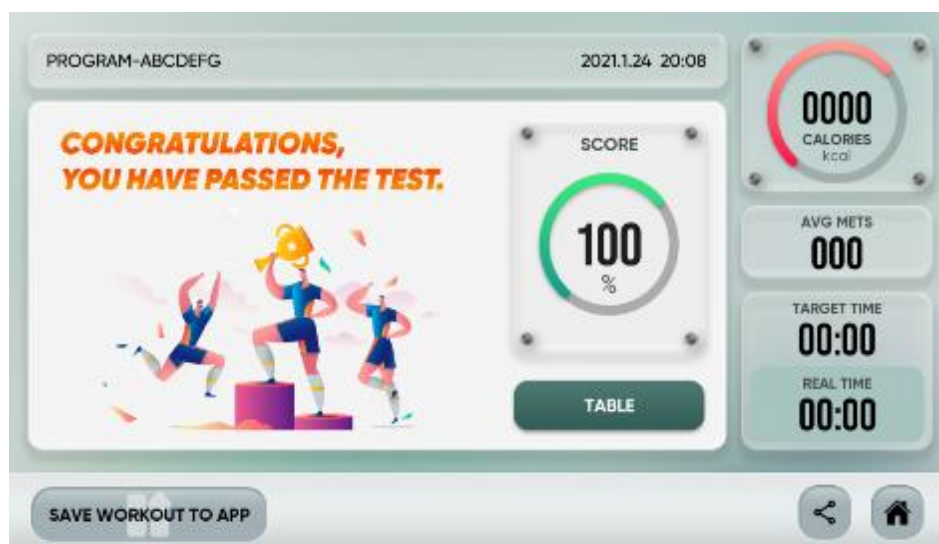 PROGRAM-ABCDEFG
2021.1.24 20:08
CONGRATULATIONS,
YOU HAVE PASSED THE TEST.
SCORE
100
%
TABLE
0000
CALORIES
kcal
AVG METS
000
TARGET TIME
00:00
REAL TIME
00:00
SAVE WORKOUT TO APP